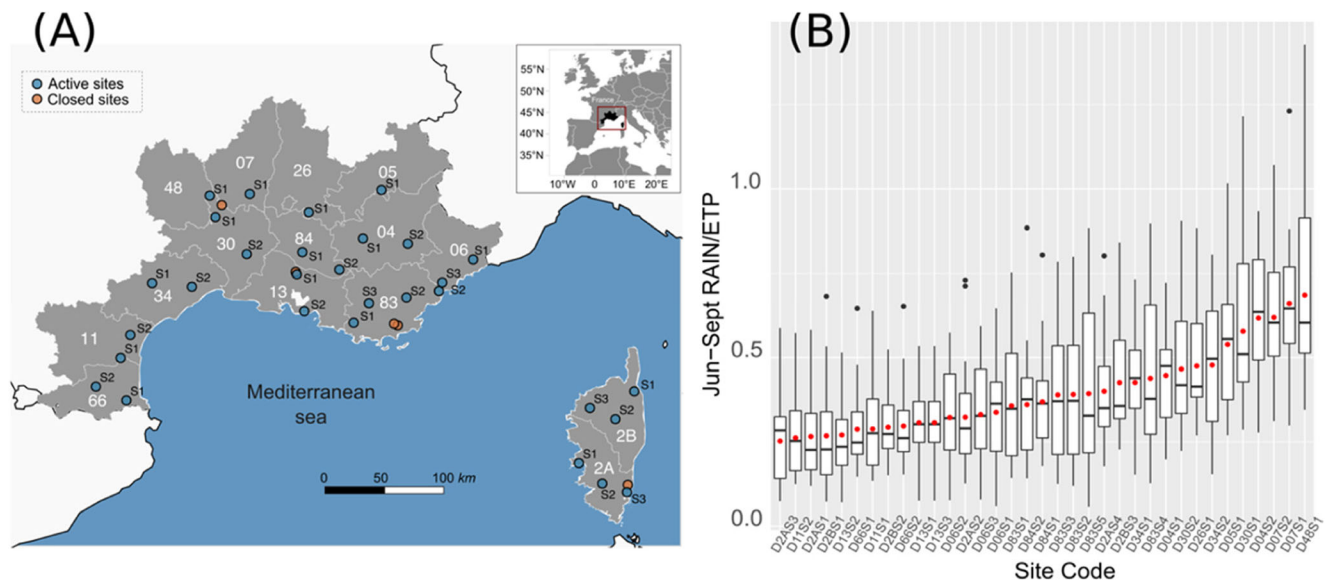 (A)
Active sites
Closed sites
55°N
50°N
45°N
40°N
35°N
France
10°W 0 10°E 20°E
07
48
26
05
S1
S1
S1
S1
S1
84
04
30
S2
S1
S1
S2
S2
06
S1
S1
S2
34
S1
13
S2
S3
S2
S3
83
S2
S1
S2
11
S2
S1
S2
66
S1
Mediterranean
sea
S1
S3
S2
2B
S1
2A
S2
S3
0 50 100 km
(B)
Jun−Sept RAIN/ETP
1.0
0.5
0.0
D2AS3
D11S2
D2AS1
D2BS1
D13S2
D66S1
D11S1
D2BS2
D66S2
D13S1
D13S3
D06S2
D2AS2
D06S3
D06S1
D83S1
D84S2
D84S1
D83S3
D83S2
D83S5
D2AS4
D2BS3
D34S1
D83S4
D04S1
D30S2
D26S1
D34S2
D05S1
D30S1
D04S2
D07S2
D07S1
D48S1
Site Code